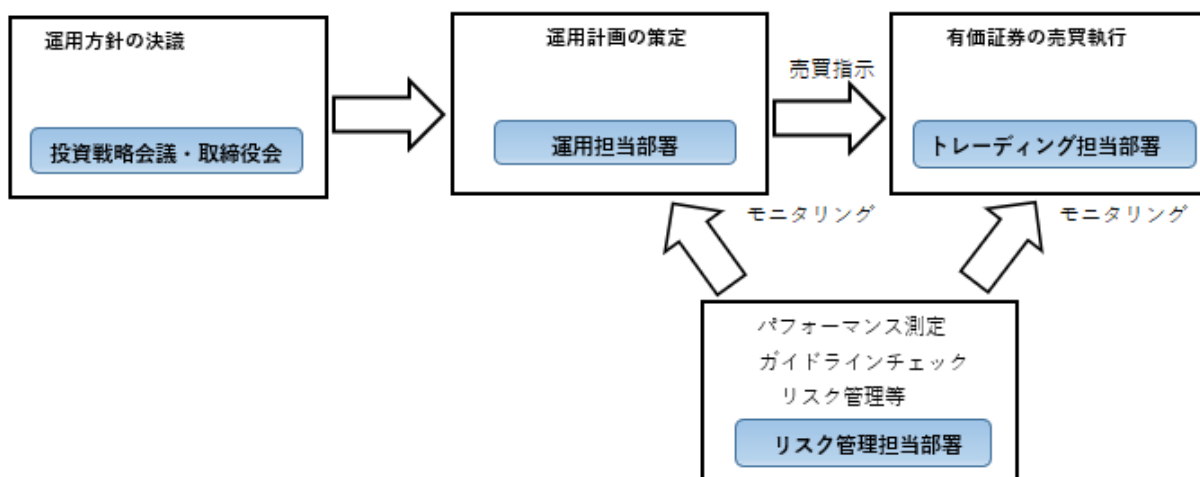 運用方針の決議
投資戦略会議・取締役会
運用計画の策定
運用担当部署
売買指示
有価証券の売買執行
トレーディング担当部署
モニタリング
モニタリング
パフォーマンス測定
ガイドラインチェック
リスク管理等
リスク管理担当部署